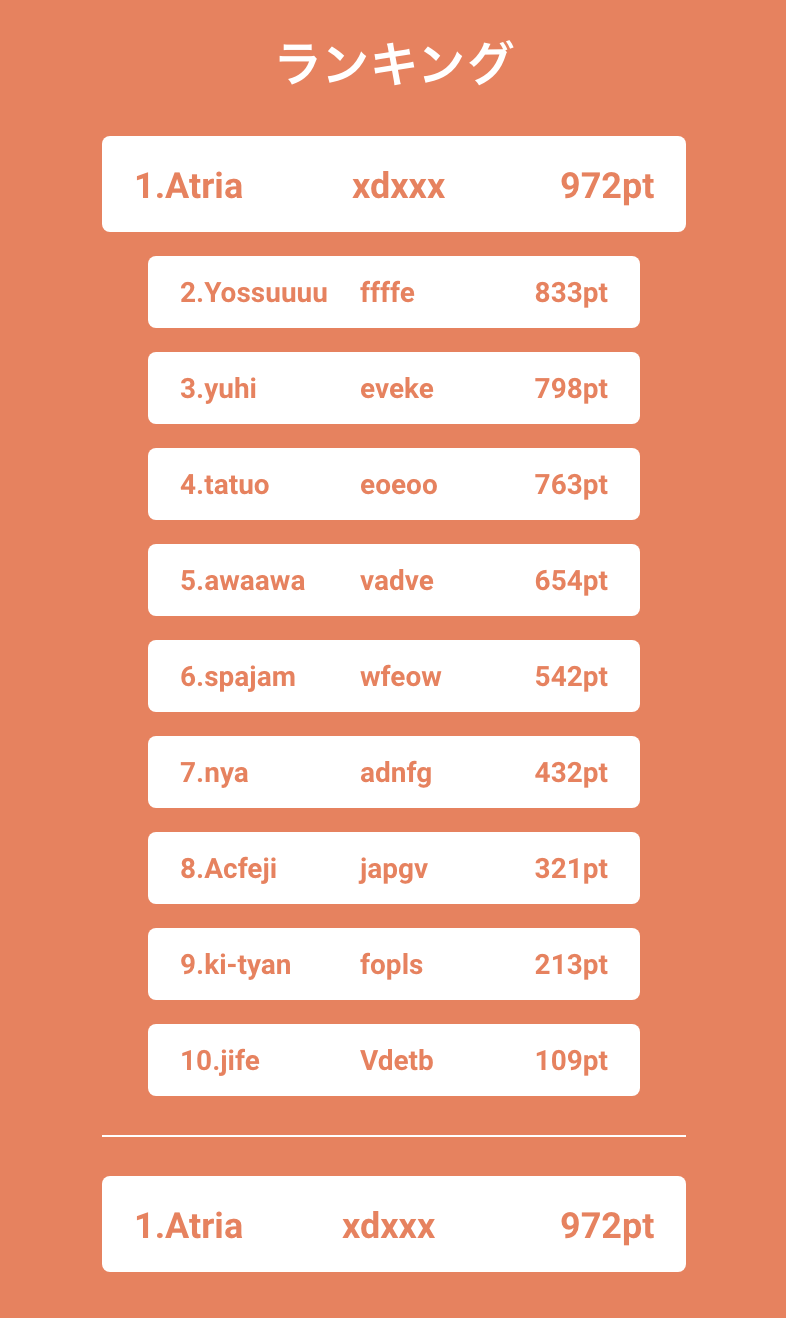 ランキング
1.Atria xdxxx 972pt
2.Yossuuuu ffffe 833pt
3.yuhi eveke 798pt
4.tatuo eoeoo 763pt
5.awaawa vadve 654pt
6.spajam wfeow 542pt
7.nya adnfg 432pt
8.Acfeji japgv 321pt
9.ki-tyan fopls 213pt
10.jife Vdetb 109pt
1.Atria xdxxx 972pt